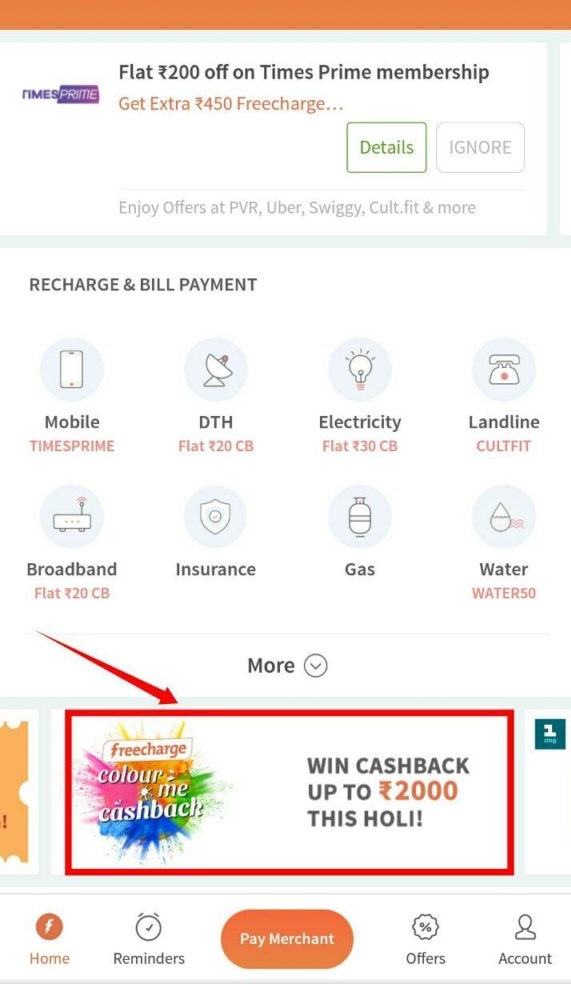 Flat ₹200 off on Times Prime membership
TIMESPRIME
Get Extra ₹450 Freecharge...
Details
IGNORE
Enjoy Offers at PVR, Uber, Swiggy, Cult.fit & more
RECHARGE & BILL PAYMENT
Mobile
DTH
Electricity
Landline
TIMESPRIME
Flat ₹20 CB
Flat ₹30 CB
CULTFIT
Broadband
Insurance
Gas
Water
Flat ₹20 CB
WATER50
More
!
freecharge
colour
me
cashback
WIN CASHBACK
UP TO ₹2000
THIS HOLI!
1
mg
Home
Reminders
Pay Merchant
Offers
Account